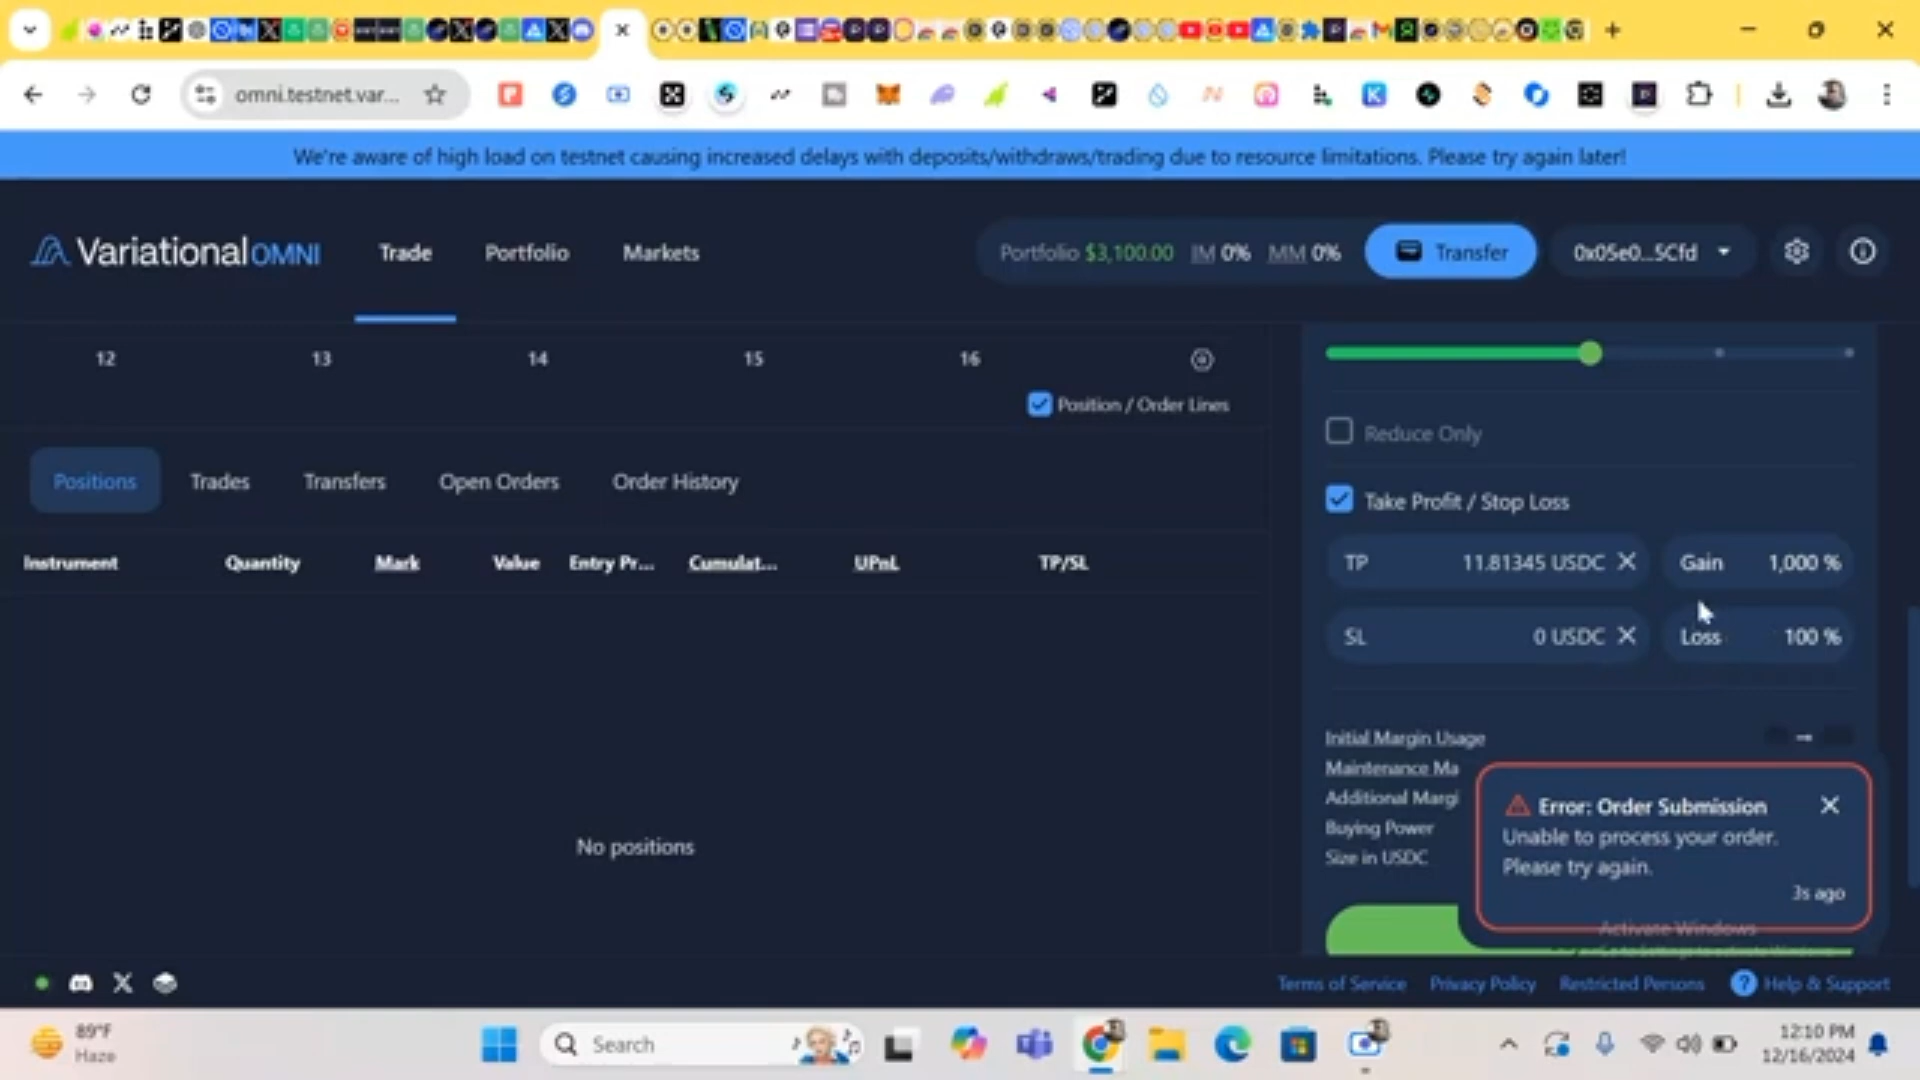 omni.testnet.var...
We're aware of high load on testnet causing increased delays with deposits/withdraws/trading due to resource limitations. Please try again later!
Variational OMNI
Trade
Portfolio
Markets
Portfolio $3,100.00 IM 0% MM 0%
Transfer
0x05e0...5Cfd
12 13 14 15 16
Position / Order Lines
Reduce Only
Positions
Trades
Transfers
Open Orders
Order History
Take Profit / Stop Loss
Instrument Quantity Mark Value Entry Pr... Cumulat... UPnL TP/SL
TP 11.81345 USDC
Gain 1,000 %
SL 0 USDC
Loss 100 %
Initial Margin Usage
Maintenance Ma
Additional Margi
Buying Power
Size in USDC
No positions
Error: Order Submission
Unable to process your order.
Please try again.
3s ago
Activate Windows
Terms of Service
Privacy Policy
Restricted Persons
Help & Support
89°F
Haze
Search
12:10 PM
12/16/2024